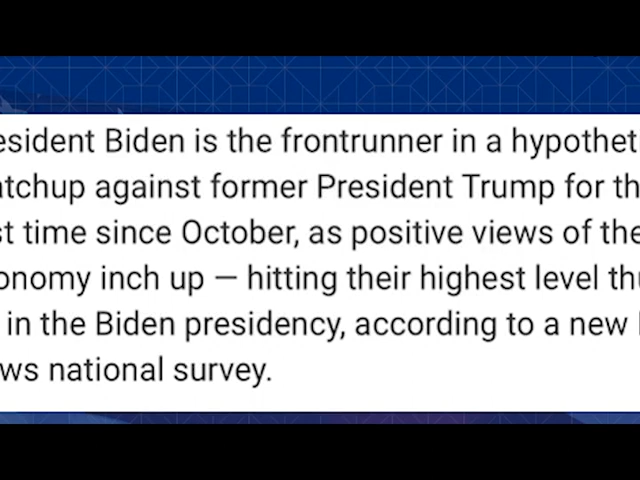 esident Biden is the frontrunner in a hypothet
atchup against former President Trump for th
st time since October, as positive views of the
onomy inch up — hitting their highest level thu
in the Biden presidency, according to a new
ws national survey.